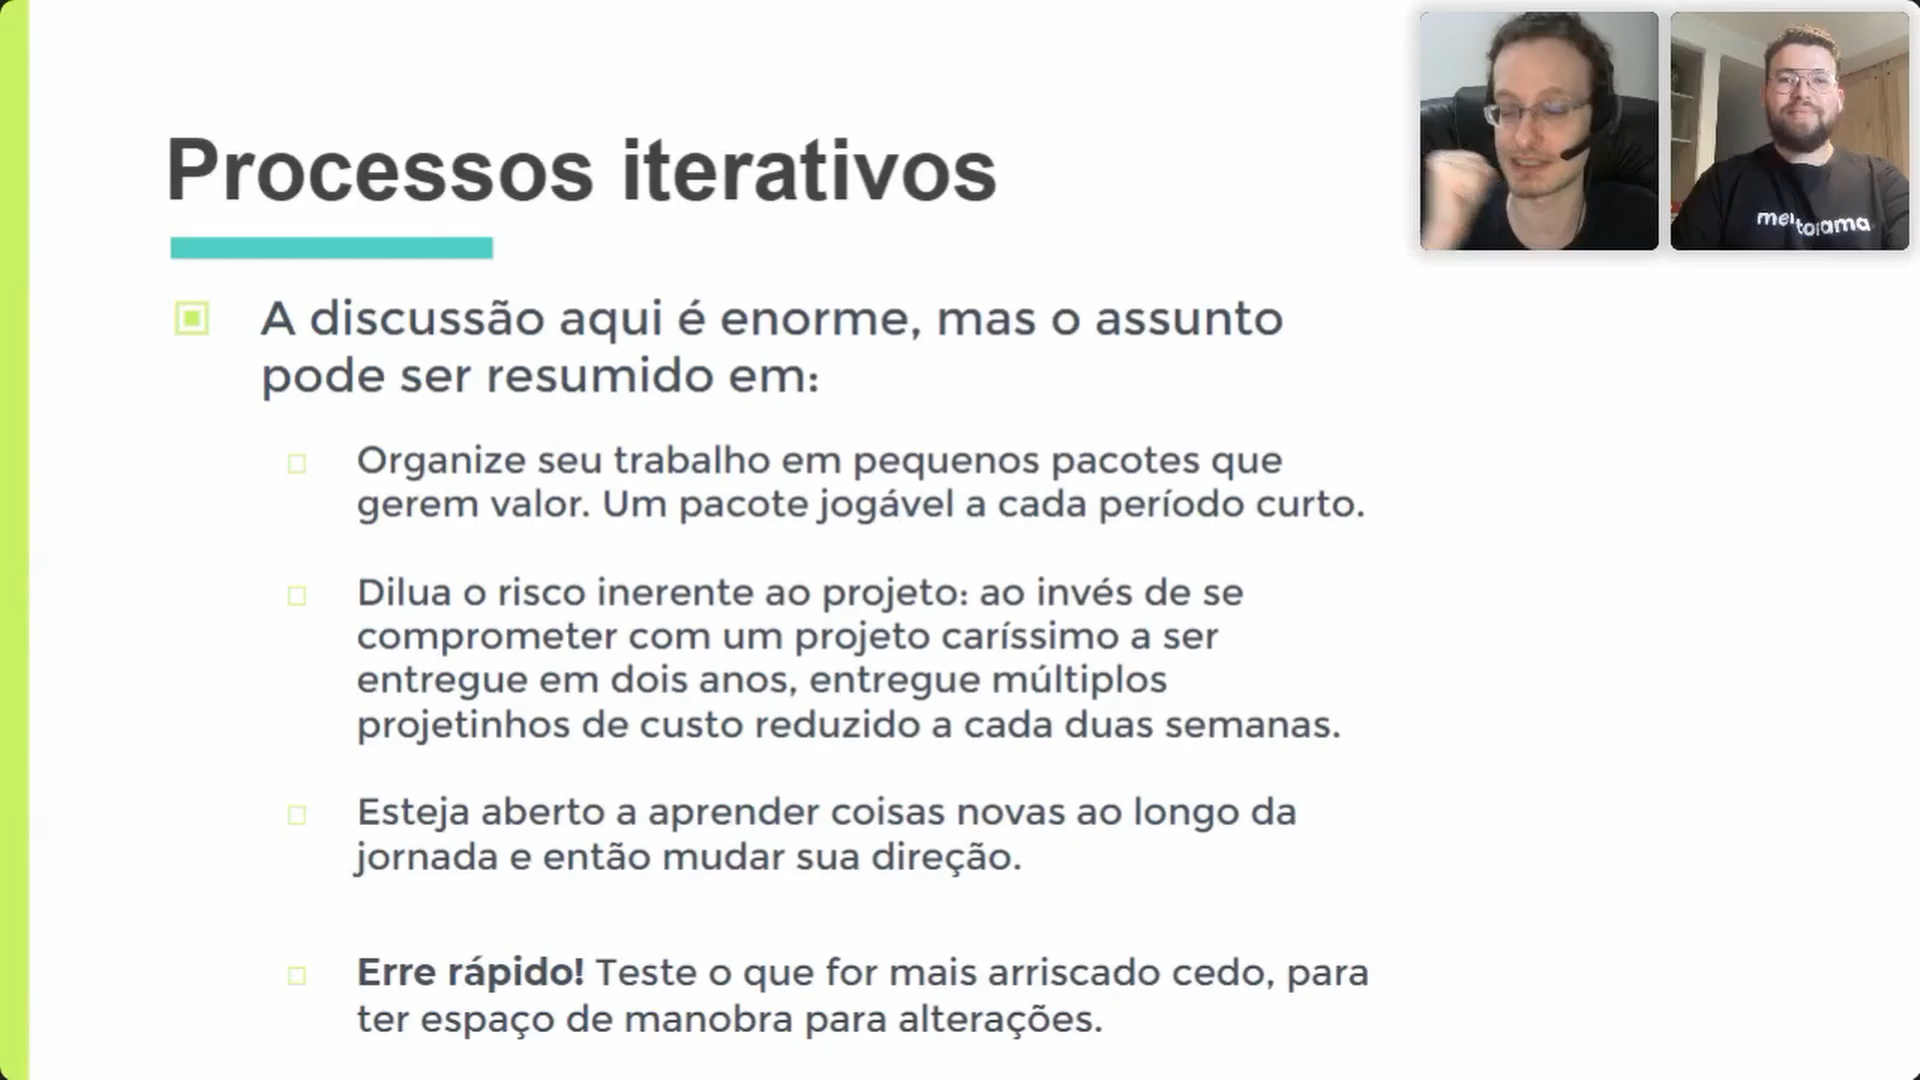 Processos iterativos
A discussão aqui é enorme, mas o assunto
pode ser resumido em:
Organize seu trabalho em pequenos pacotes que
gerem valor. Um pacote jogável a cada período curto.
Dilua o risco inerente ao projeto: ao invés de se
comprometer com um projeto caríssimo a ser
entregue em dois anos, entregue múltiplos
projetinhos de custo reduzido a cada duas semanas.
Esteja aberto a aprender coisas novas ao longo da
jornada e então mudar sua direção.
Erre rápido! Teste o que for mais arriscado cedo, para
ter espaço de manobra para alterações.